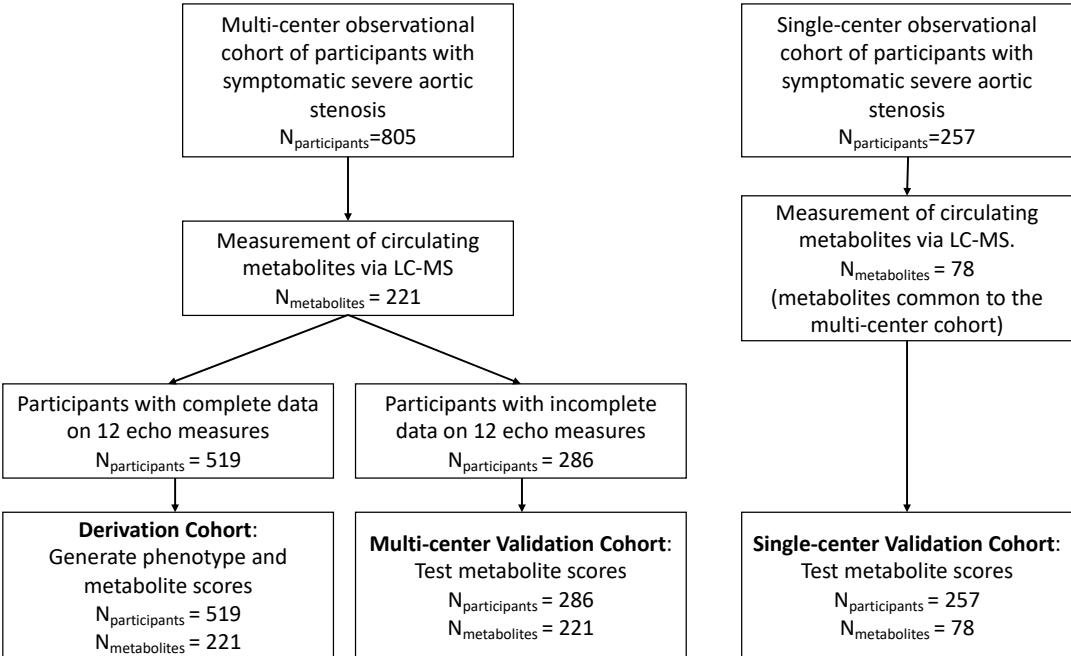 Multi-center observational
cohort of participants with
symptomatic severe aortic
stenosis
Nparticipants=805
Single-center observational
cohort of participants with
symptomatic severe aortic
stenosis
Nparticipants=257
Measurement of circulating
metabolites via LC-MS
Nmetabolites = 221
Measurement of circulating
metabolites via LC-MS.
Nmetabolites = 78
(metabolites common to the
multi-center cohort)
Participants with complete data
on 12 echo measures
Nparticipants = 519
Participants with incomplete
data on 12 echo measures
Nparticipants = 286
Derivation Cohort:
Generate phenotype and
metabolite scores
Nparticipants = 519
Nmetabolites = 221
Multi-center Validation Cohort:
Test metabolite scores
Nparticipants = 286
Nmetabolites = 221
Single-center Validation Cohort:
Test metabolite scores
Nparticipants = 257
Nmetabolites = 78